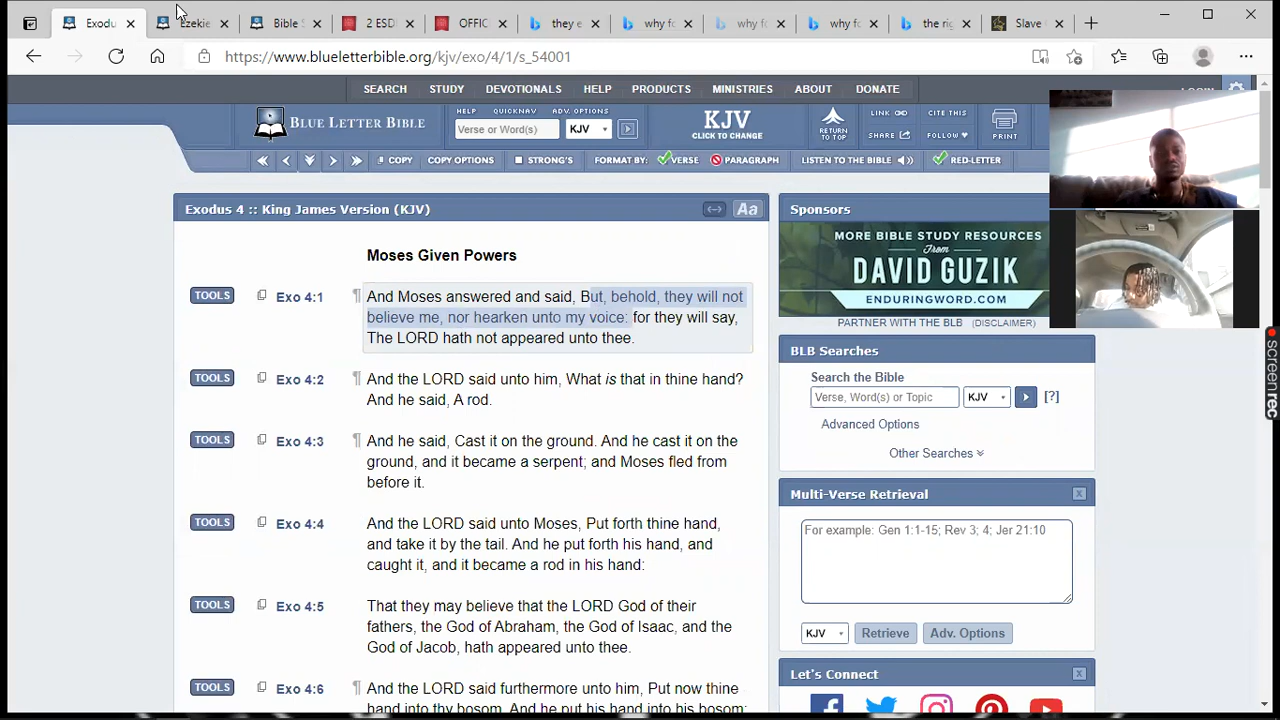 Exodu
Ezekie
Bible S
2 ESD
OFFIC
they e
why fo
why fo
why fo
the rig
Slave
https://www.blueletterbible.org/kjv/exo/4/1/s_54001
SEARCH STUDY DEVOTIONALS HELP PRODUCTS MINISTRIES ABOUT DONATE
BLUE LETTER BIBLE
HELP QUICKNAV ADV. OPTIONS
Verse or Word(s) KJV
KJV
CLICK TO CHANGE
RETURN TO TOP
LINK
SHARE
CITE THIS
FOLLOW
PRINT
COPY COPY OPTIONS STRONG'S FORMAT BY: VERSE PARAGRAPH LISTEN TO THE BIBLE RED-LETTER
Exodus 4 :: King James Version (KJV) Aa
Moses Given Powers
TOOLS Exo 4:1 ¶ And Moses answered and said, But, behold, they will not
believe me, nor hearken unto my voice: for they will say,
The LORD hath not appeared unto thee.
TOOLS Exo 4:2 ¶ And the LORD said unto him, What is that in thine hand?
And he said, A rod.
TOOLS Exo 4:3 ¶ And he said, Cast it on the ground. And he cast it on the
ground, and it became a serpent; and Moses fled from
before it.
TOOLS Exo 4:4 ¶ And the LORD said unto Moses, Put forth thine hand,
and take it by the tail. And he put forth his hand, and
caught it, and it became a rod in his hand:
TOOLS Exo 4:5 ¶ That they may believe that the LORD God of their
fathers, the God of Abraham, the God of Isaac, and the
God of Jacob, hath appeared unto thee.
TOOLS Exo 4:6 ¶ And the LORD said furthermore unto him, Put now thine
hand into thy bosom. And he put his hand into his bosom:
Sponsors
MORE BIBLE STUDY RESOURCES
From
DAVID GUZIK
ENDURINGWORD.COM
PARTNER WITH THE BLB (DISCLAIMER)
BLB Searches
Search the Bible
Verse, Word(s) or Topic KJV [?]
Advanced Options
Other Searches
Multi-Verse Retrieval X
For example: Gen 1:1-15; Rev 3; 4; Jer 21:10
KJV Retrieve Adv. Options
Let's Connect X
screenrec